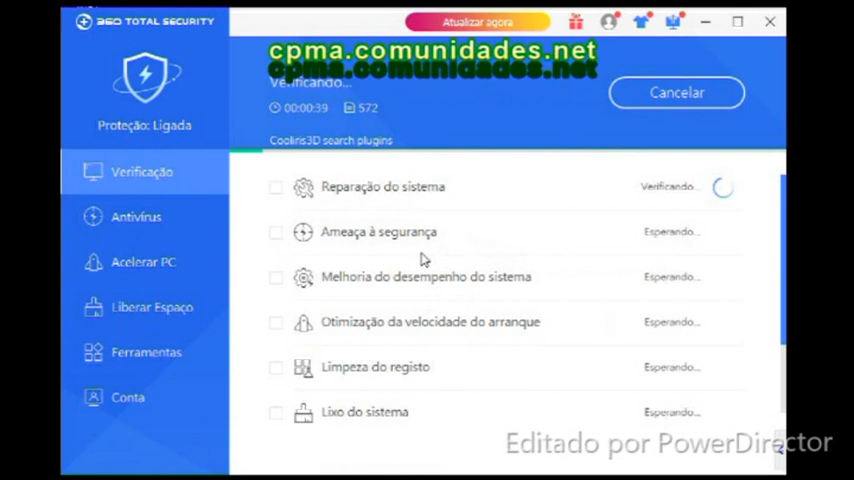 360 TOTAL SECURITY
Atualizar agora
cpma.comunidades.net
cpma.comunidades.net
Verificando...
00:00:39 572
Cancelar
Proteção: Ligada
Cooliris3D search plugins
Verificação
Antivírus
Acelerar PC
Liberar Espaço
Ferramentas
Conta
Reparação do sistema Verificando...
Ameaça à segurança Esperando...
Melhoria do desempenho do sistema Esperando...
Otimização da velocidade do arranque Esperando...
Limpeza do registo Esperando...
Lixo do sistema Esperando...
Editado por PowerDirector